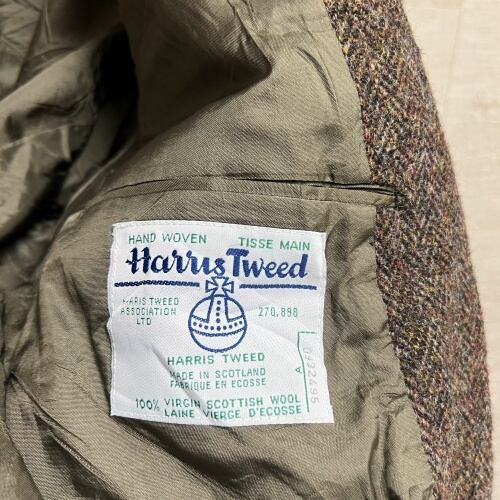 HAND WOVEN TISSE MAIN
Harris Tweed
HARRIS TWEED
ASSOCIATION
LTD
270,898
HARRIS TWEED
MADE IN SCOTLAND
FABRIQUE EN ECOSSE
100% VIRGIN SCOTTISH WOOL
LAINE VIERGE D'ECOSSE
A
0932495